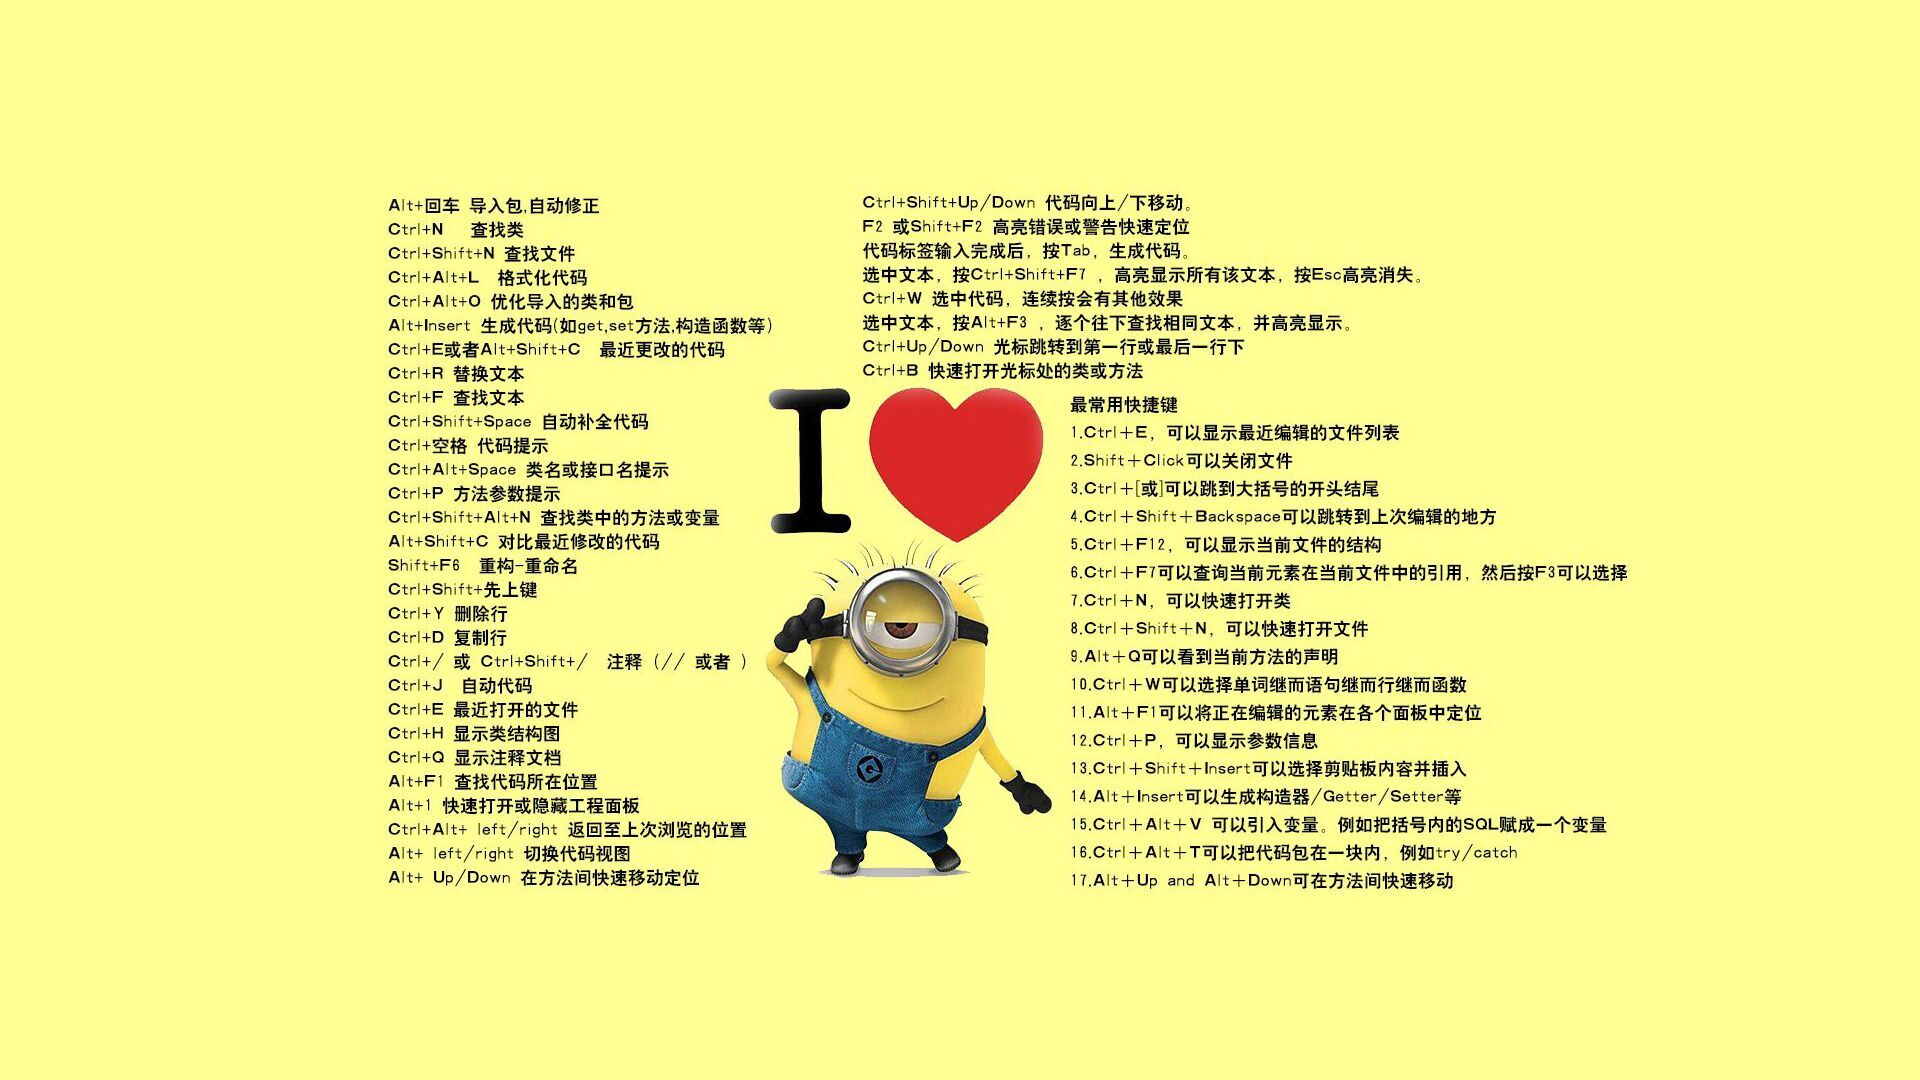 Alt+回车 导入包,自动修正
Ctrl+N 查找类
Ctrl+Shift+N 查找文件
Ctrl+Alt+L 格式化代码
Ctrl+Alt+O 优化导入的类和包
Alt+Insert 生成代码(如get,set方法,构造函数等)
Ctrl+E或者Alt+Shift+C 最近更改的代码
Ctrl+R 替换文本
Ctrl+F 查找文本
Ctrl+Shift+Space 自动补全代码
Ctrl+空格 代码提示
Ctrl+Alt+Space 类名或接口名提示
Ctrl+P 方法参数提示
Ctrl+Shift+Alt+N 查找类中的方法或变量
Alt+Shift+C 对比最近修改的代码
Shift+F6 重构-重命名
Ctrl+Shift+先上键
Ctrl+Y 删除行
Ctrl+D 复制行
Ctrl+/ 或 Ctrl+Shift+/ 注释 (// 或者 )
Ctrl+J 自动代码
Ctrl+E 最近打开的文件
Ctrl+H 显示类结构图
Ctrl+Q 显示注释文档
Alt+F1 查找代码所在位置
Alt+1 快速打开或隐藏工程面板
Ctrl+Alt+ left/right 返回至上次浏览的位置
Alt+ left/right 切换代码视图
Alt+ Up/Down 在方法间快速移动定位
Ctrl+Shift+Up/Down 代码向上/下移动。
F2 或Shift+F2 高亮错误或警告快速定位
代码标签输入完成后，按Tab，生成代码。
选中文本，按Ctrl+Shift+F7 ，高亮显示所有该文本，按Esc高亮消失。
Ctrl+W 选中代码，连续按会有其他效果
选中文本，按Alt+F3 ，逐个往下查找相同文本，并高亮显示。
Ctrl+Up/Down 光标跳转到第一行或最后一行下
Ctrl+B 快速打开光标处的类或方法
I
最常用快捷键
1.Ctrl＋E，可以显示最近编辑的文件列表
2.Shift＋Click可以关闭文件
3.Ctrl＋[或]可以跳到大括号的开头结尾
4.Ctrl＋Shift＋Backspace可以跳转到上次编辑的地方
5.Ctrl＋F12，可以显示当前文件的结构
6.Ctrl＋F7可以查询当前元素在当前文件中的引用，然后按F3可以选择
7.Ctrl＋N，可以快速打开类
8.Ctrl＋Shift＋N，可以快速打开文件
9.Alt＋Q可以看到当前方法的声明
10.Ctrl＋W可以选择单词继而语句继而行继而函数
11.Alt＋F1可以将正在编辑的元素在各个面板中定位
12.Ctrl＋P，可以显示参数信息
13.Ctrl＋Shift＋Insert可以选择剪贴板内容并插入
14.Alt＋Insert可以生成构造器/Getter/Setter等
15.Ctrl＋Alt＋V 可以引入变量。例如把括号内的SQL赋成一个变量
16.Ctrl＋Alt＋T可以把代码包在一块内，例如try/catch
17.Alt＋Up and Alt＋Down可在方法间快速移动